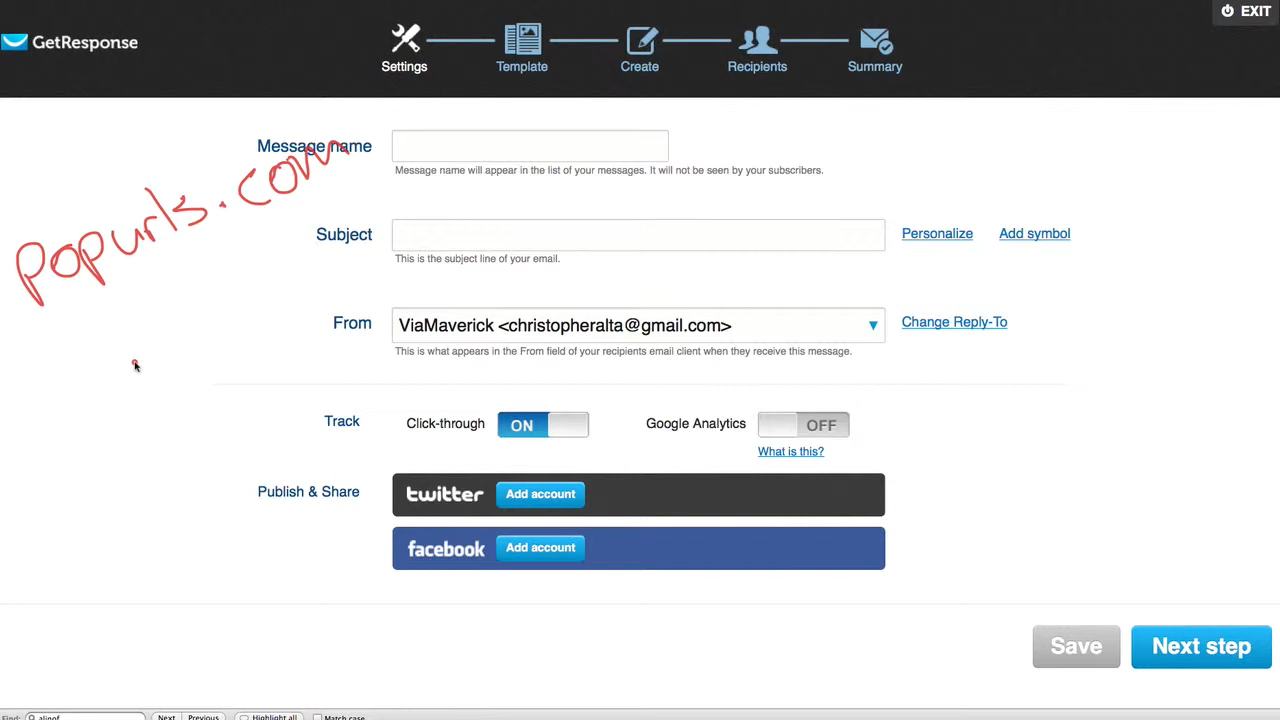 EXIT
GetResponse
Settings
Template
Create
Recipients
Summary
Message name
Message name will appear in the list of your messages. It will not be seen by your subscribers.
popurls.com
Subject
Personalize
Add symbol
This is the subject line of your email.
From
ViaMaverick <christopheralta@gmail.com>
Change Reply-To
This is what appears in the From field of your recipients email client when they receive this message.
Track
Click-through
ON
Google Analytics
OFF
What is this?
Publish & Share
twitter
Add account
facebook
Add account
Save
Next step
Find:
Next
Previous
Highlight all
Match case